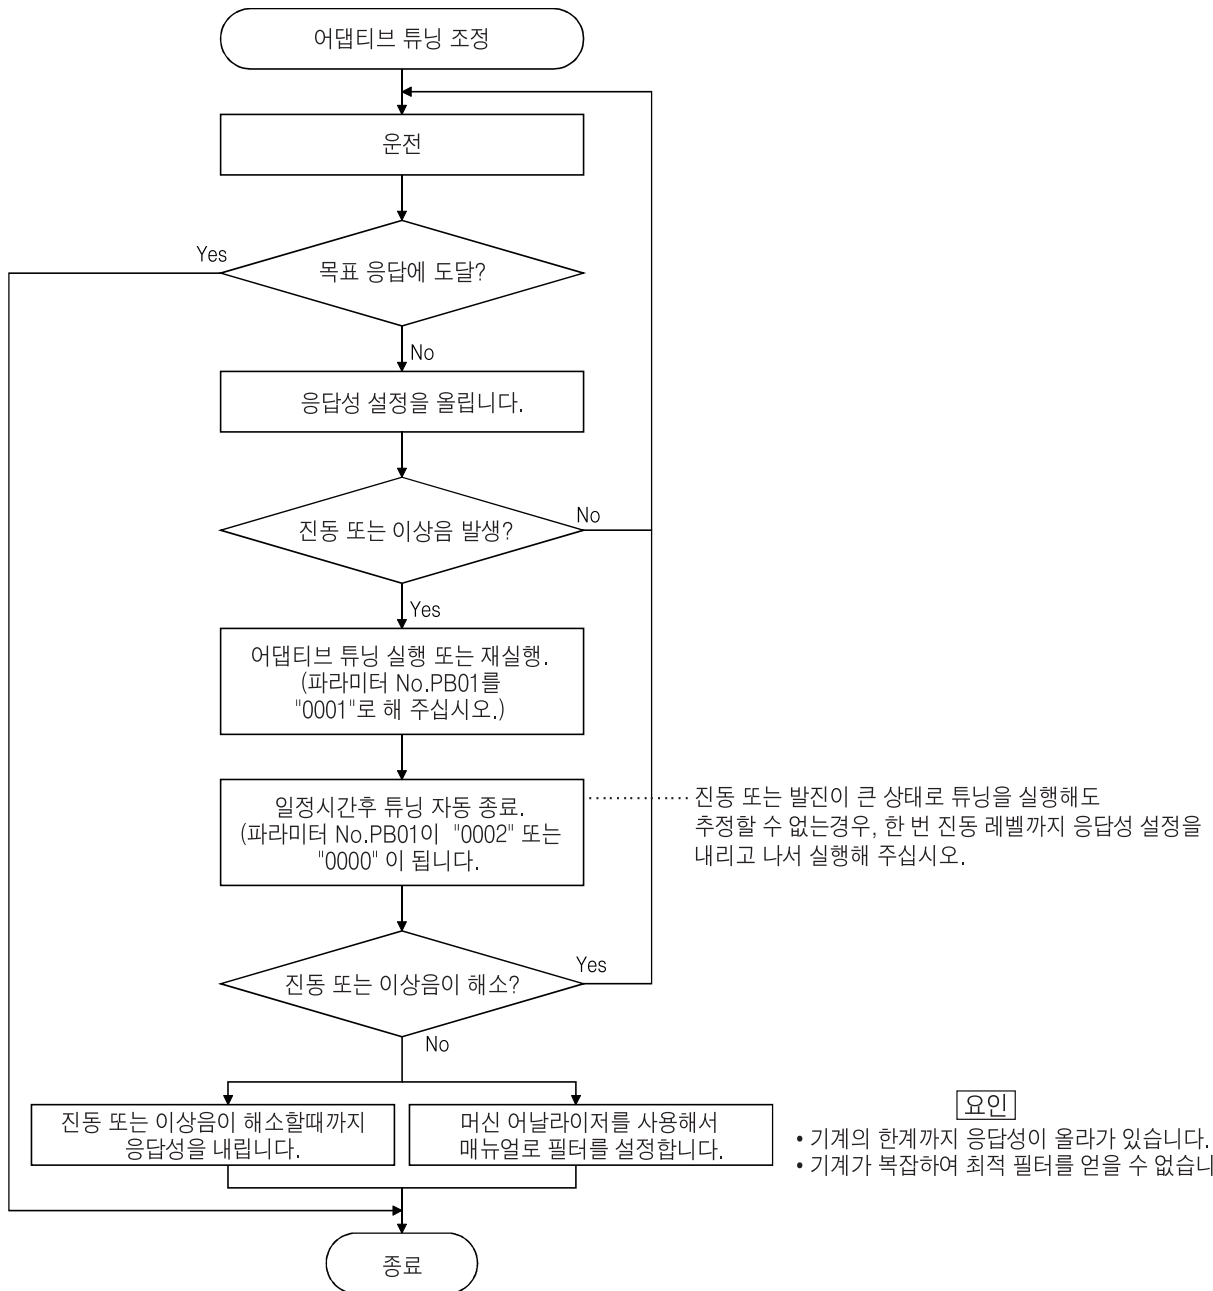 어댑티브 튜닝 조정
운전
Yes
목표 응답에 도달?
No
응답성 설정을 올립니다.
진동 또는 이상음 발생?
No
Yes
어댑티브 튜닝 실행 또는 재실행.
(파라미터 No.PB01를
"0001"로 해 주십시오.)
일정시간후 튜닝 자동 종료.
(파라미터 No.PB01이 "0002" 또는
"0000" 이 됩니다.
진동 또는 발진이 큰 상태로 튜닝을 실행해도
추정할 수 없는경우, 한 번 진동 레벨까지 응답성 설정을
내리고 나서 실행해 주십시오.
진동 또는 이상음이 해소?
Yes
No
진동 또는 이상음이 해소할때까지
응답성을 내립니다.
머신 어날라이저를 사용해서
매뉴얼로 필터를 설정합니다.
요인
• 기계의 한계까지 응답성이 올라가 있습니다.
• 기계가 복잡하여 최적 필터를 얻을 수 없습니
종료